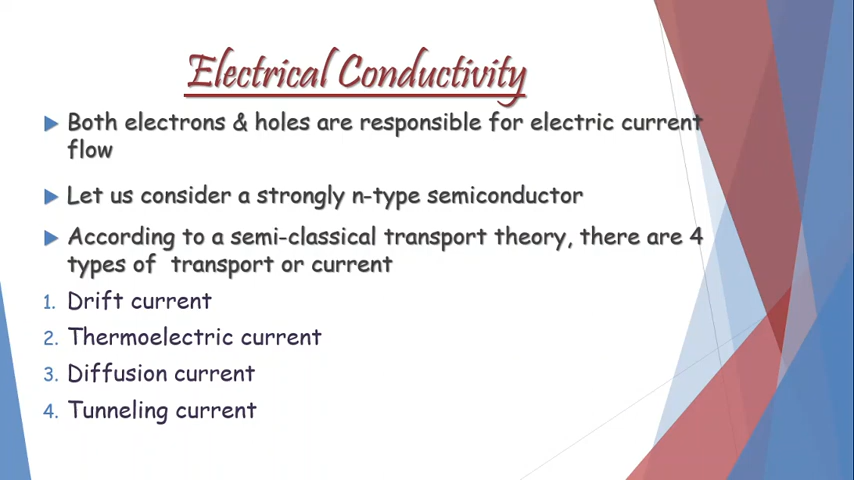 Electrical Conductivity
Both electrons & holes are responsible for electric current
flow
Let us consider a strongly n-type semiconductor
According to a semi-classical transport theory, there are 4
types of transport or current
1. Drift current
2. Thermoelectric current
3. Diffusion current
4. Tunneling current